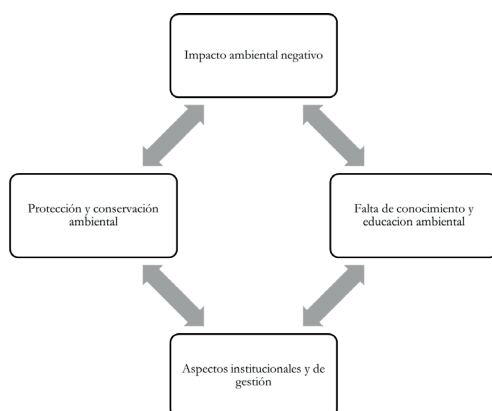 Impacto ambiental negativo
Protección y conservación
ambiental
Falta de conocimiento y
educacion ambiental
Aspectos institucionales y de
gestión